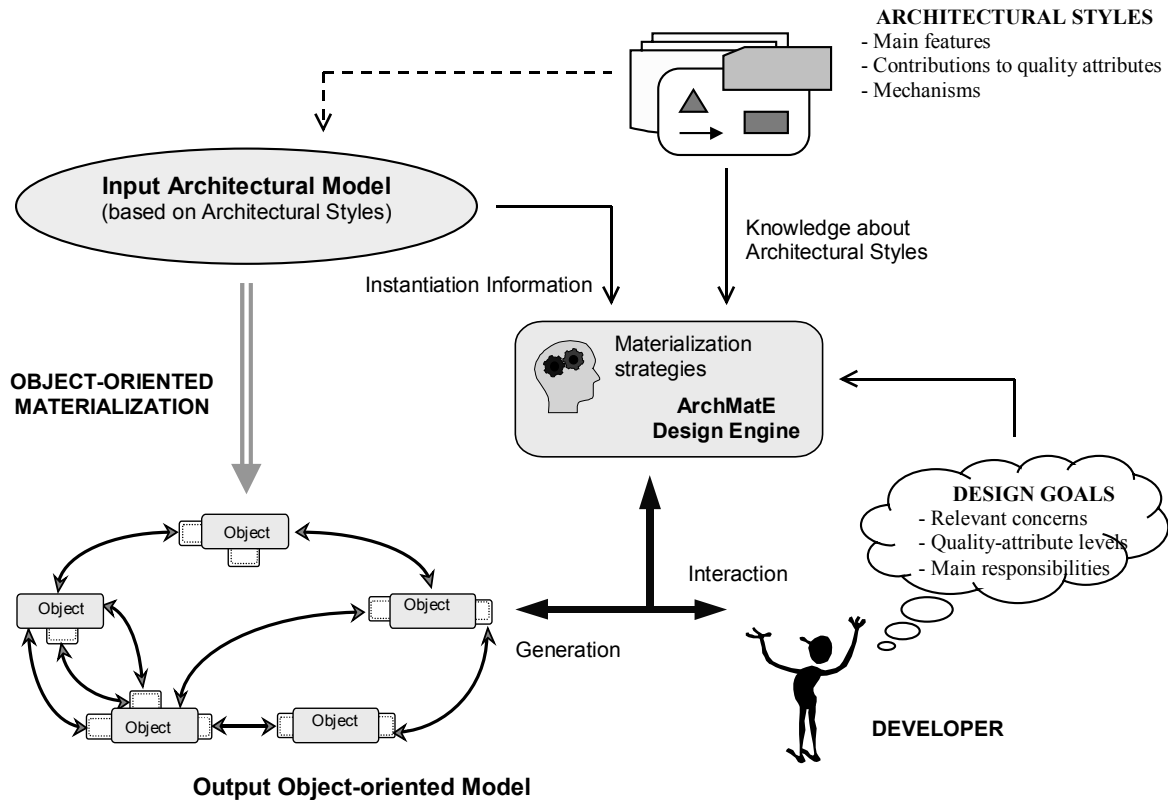 ARCHITECTURAL STYLES
- Main features
- Contributions to quality attributes
- Mechanisms
Input Architectural Model
(based on Architectural Styles)
Knowledge about
Architectural Styles
Instantiation Information
Materialization
strategies
ArchMatE
Design Engine
OBJECT-ORIENTED
MATERIALIZATION
DESIGN GOALS
- Relevant concerns
- Quality-attribute levels
- Main responsibilities
Object
Object
Object
Object
Object
Interaction
Generation
DEVELOPER
Output Object-oriented Model